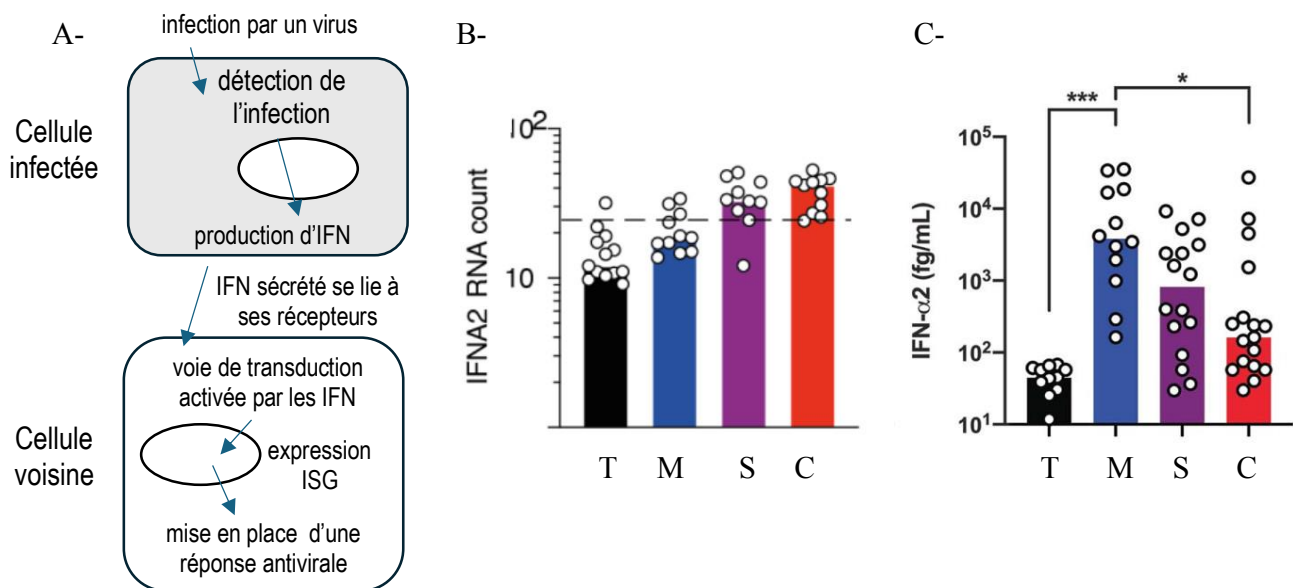 A-
infection par un virus
Cellule
infectée
détection de
l'infection
production d'IFN
IFN sécrété se lie à
ses récepteurs
Cellule
voisine
voie de transduction
activée par les IFN
expression
ISG
mise en place d'une
réponse antivirale
B-
IFNA2 RNA count
10²
10
T M S C
C-
IFN-α2 (fg/mL)
*** *
10⁵
10⁴
10³
10²
10¹
T M S C